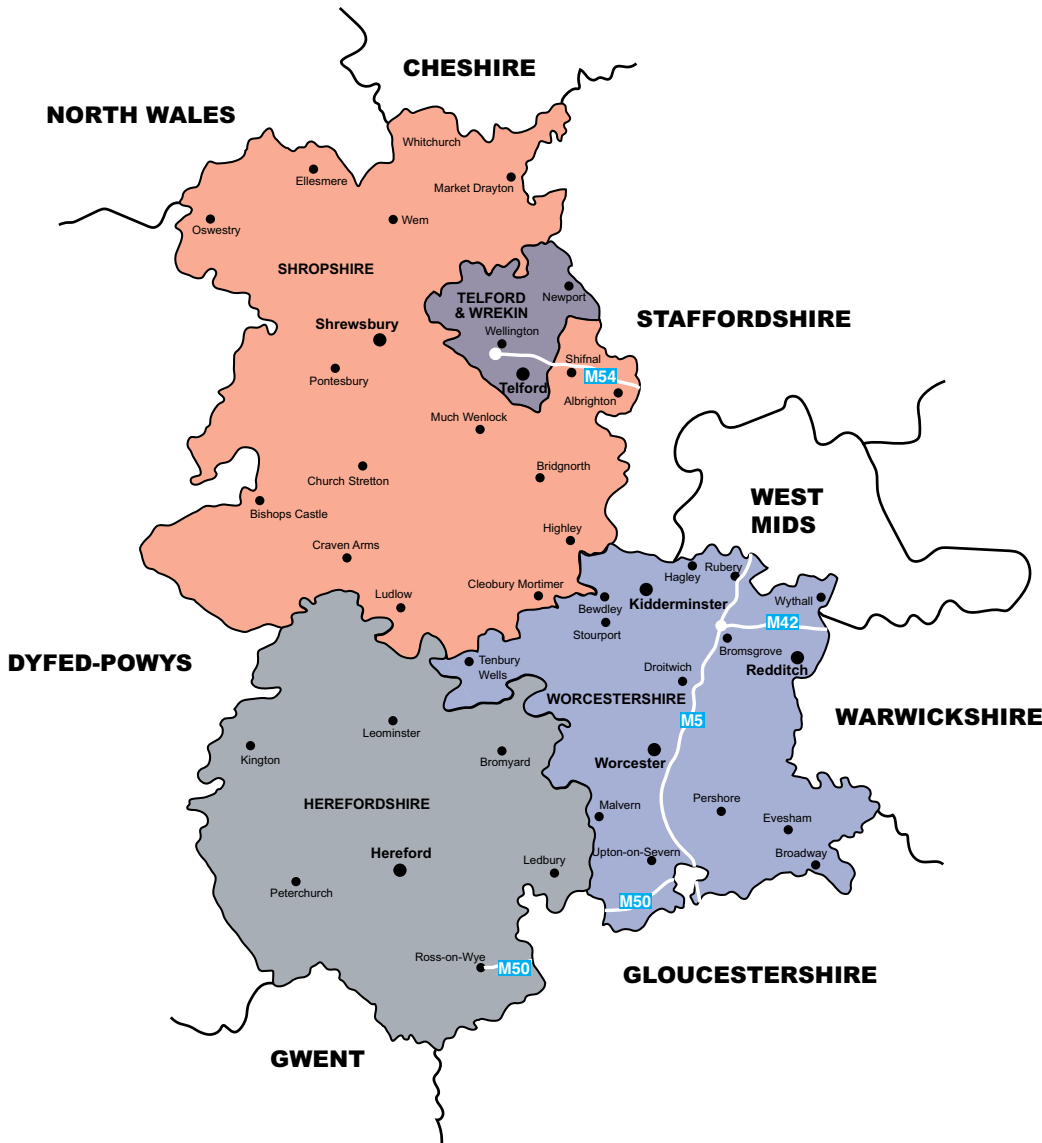 CHESHIRE
NORTH WALES
Whitchurch
Ellesmere
Market Drayton
Oswestry
Wem
SHROPSHIRE
TELFORD
& WREKIN
Newport
Shrewsbury
STAFFORDSHIRE
Wellington
Shifnal
M54
Pontesbury
Telford
Albrighton
Much Wenlock
Church Stretton
Bridgnorth
WEST
MIDS
Bishops Castle
Highley
Craven Arms
Hagley
Rubery
Cleobury Mortimer
Ludlow
Bewdley
Kidderminster
Wythall
Stourport
M42
Bromsgrove
DYFED-POWYS
Tenbury
Wells
Droitwich
Redditch
WORCESTERSHIRE
M5
WARWICKSHIRE
Leominster
Kington
Bromyard
Worcester
HEREFORDSHIRE
Malvern
Pershore
Evesham
Hereford
Ledbury
Upton-on-Severn
Broadway
Peterchurch
M50
Ross-on-Wye
M50
GLOUCESTERSHIRE
GWENT